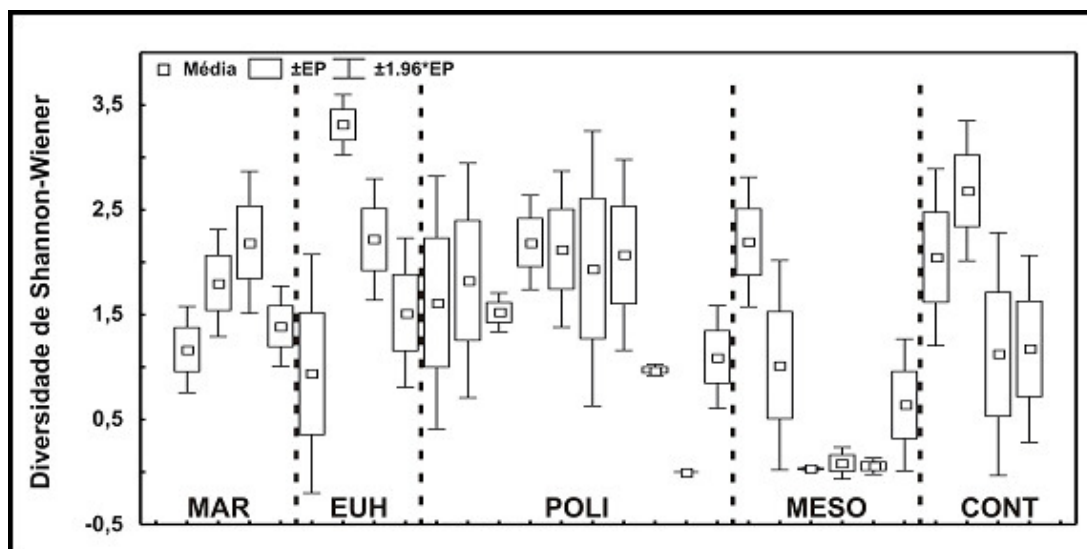 Média ±EP ±1.96*EP
Diversidade de Shannon-Wiener
3,5
2,5
1,5
0,5
-0,5
MAR EUH POLI MESO CONT